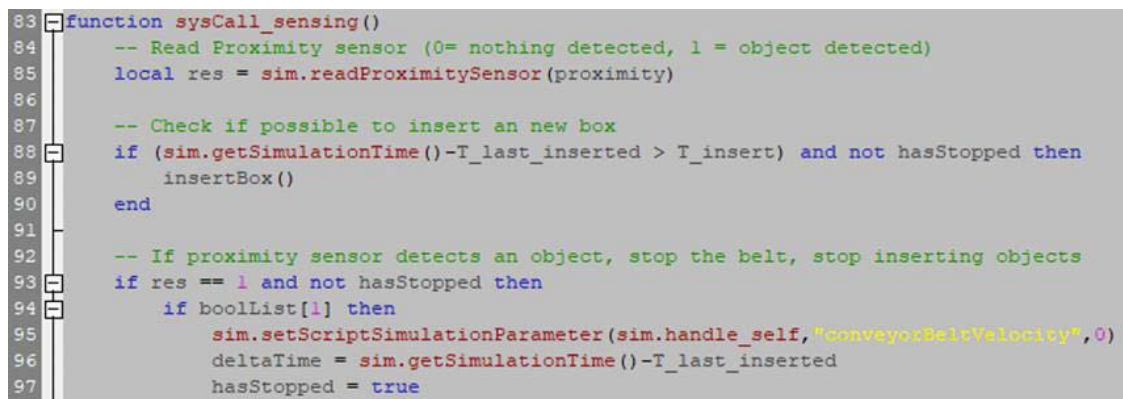 83 function sysCall_sensing()
84 -- Read Proximity sensor (0= nothing detected, 1 = object detected)
85 local res = sim.readProximitySensor(proximity)
86
87 -- Check if possible to insert an new box
88 if (sim.getSimulationTime()-T_last_inserted > T_insert) and not hasStopped then
89 insertBox()
90 end
91
92 -- If proximity sensor detects an object, stop the belt, stop inserting objects
93 if res == 1 and not hasStopped then
94 if boolList[1] then
95 sim.setScriptSimulationParameter(sim.handle_self,"conveyorBeltVelocity",0)
96 deltaTime = sim.getSimulationTime()-T_last_inserted
97 hasStopped = true